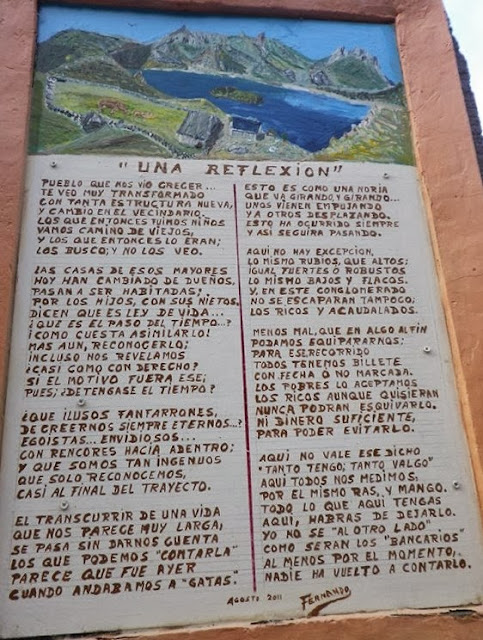 "UNA REFLEXION"
PUEBLO QUE NOS VIO CRECER...
TE VEO MUY TRANSFORMADO
CON TANTA ESTRUCTURA NUEVA,
Y CAMBIO EN EL VECINDARIO.
LOS QUE ENTONCES FUIMOS NIÑOS
VAMOS CAMINO DE VIEJOS,
Y LOS QUE ENTONCES LO ERAN;
LOS BUSCO; Y NO LOS VEO.
LAS CASAS DE ESOS MAYORES
HOY HAN CAMBIADO DE DUEÑOS,
PASAN A SER HABITADAS,
POR LOS HIJOS, CON SUS NIETOS,
DICEN QUE ES LEY DE VIDA...
¿QUE ES EL PASO DEL TIEMPO...?
¡COMO CUESTA ASIMILARLO!
MAS AUN, RECONOCERLO;
INCLUSO NOS REVELAMOS
¿CASI COMO CON DERECHO?
SI EL MOTIVO FUERA ESE;
PUES; ¿DETENGASE EL TIEMPO?
¿QUE ILUSOS FANFARRONES,
DE CREERNOS SIEMPRE ETERNOS...?
EGOISTAS... ENVIDIOSOS...
CON RENCORES HACIA ADENTRO;
Y QUE SOMOS TAN INGENUOS
QUE SOLO RECONOCEMOS,
CASI AL FINAL DEL TRAYECTO.
EL TRANSCURRIR DE UNA VIDA
QUE NOS PARECE MUY LARGA,
SE PASA SIN DARNOS CUENTA
LOS QUE PODEMOS "CONTARLA"
PARECE QUE FUE AYER
CUANDO ANDABAMOS A "GATAS."
ESTO ES COMO UNA NORIA
QUE VA GIRANDO, Y GIRANDO...
UNOS VIENEN EMPUJANDO
Y A OTROS DESPLAZANDO.
ESTO HA OCURRIDO SIEMPRE
Y ASI SEGUIRA PASANDO.
AQUI NO HAY EXCEPCION,
LO MISMO RUBIOS, QUE ALTOS;
IGUAL FUERTES O ROBUSTOS
LO MISMO BAJOS Y FLACOS.
Y, EN ESTE CONGLOMERADO
NO SE ESCAPARAN TAMPOCO;
LOS RICOS Y ACAUDALADOS.
MENOS MAL, QUE EN ALGO AL FIN
PODAMOS EQUIPARARNOS;
PARA ESE RECORRIDO
TODOS TENEMOS BILLETE
CON FECHA O NO MARCADA.
LOS POBRES LO ACEPTAMOS
LOS RICOS AUNQUE QUISIERAN
NUNCA PODRAN ESQUIVARLO.
NI DINERO SUFICIENTE,
PARA PODER EVITARLO.
AQUI NO VALE ESE DICHO
"TANTO TENGO; TANTO VALGO"
AQUI TODOS NOS MEDIMOS;
POR EL MISMO RAS, Y MANGO.
TODO LO QUE AQUI TENGAS
AQUI, HABRAS DE DEJARLO.
YO NO SE "AL OTRO LADO"
COMO SERAN LOS "BANCARIOS"
AL MENOS POR EL MOMENTO,
NADIE HA VUELTO A CONTARLO.
AGOSTO 2011 FERNANDO